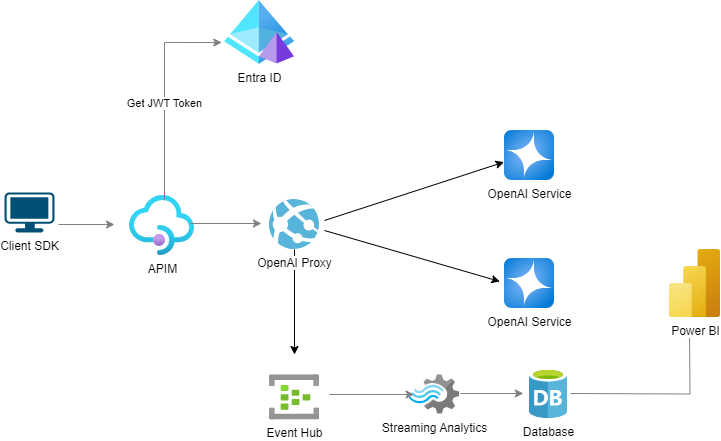 Entra ID
Get JWT Token
OpenAI Service
Client SDK
APIM
OpenAI Proxy
OpenAI Service
Power BI
DB
Event Hub
Streaming Analytics
Database